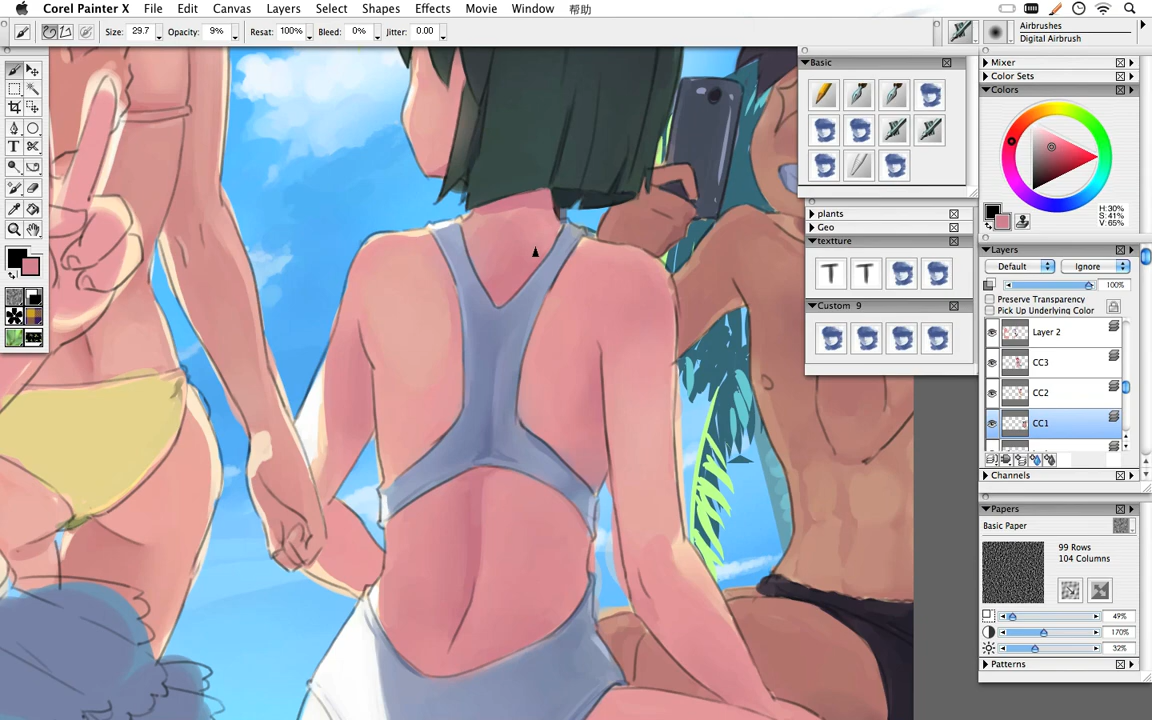 Corel Painter X File Edit Canvas Layers Select Shapes Effects Movie Window 帮助
Size: 29.7 Opacity: 9% Resat: 100% Bleed: 0% Jitter: 0.00
Airbrushes
Digital Airbrush
Basic
plants
Geo
textture
T T
Custom 9
Mixer
Color Sets
Colors
H:30%
S:41%
V:65%
Layers
Default Ignore
100%
Preserve Transparency
Pick Up Underlying Color
Layer 2
CC3
CC2
CC1
Channels
Papers
Basic Paper
99 Rows
104 Columns
49%
170%
32%
Patterns
T